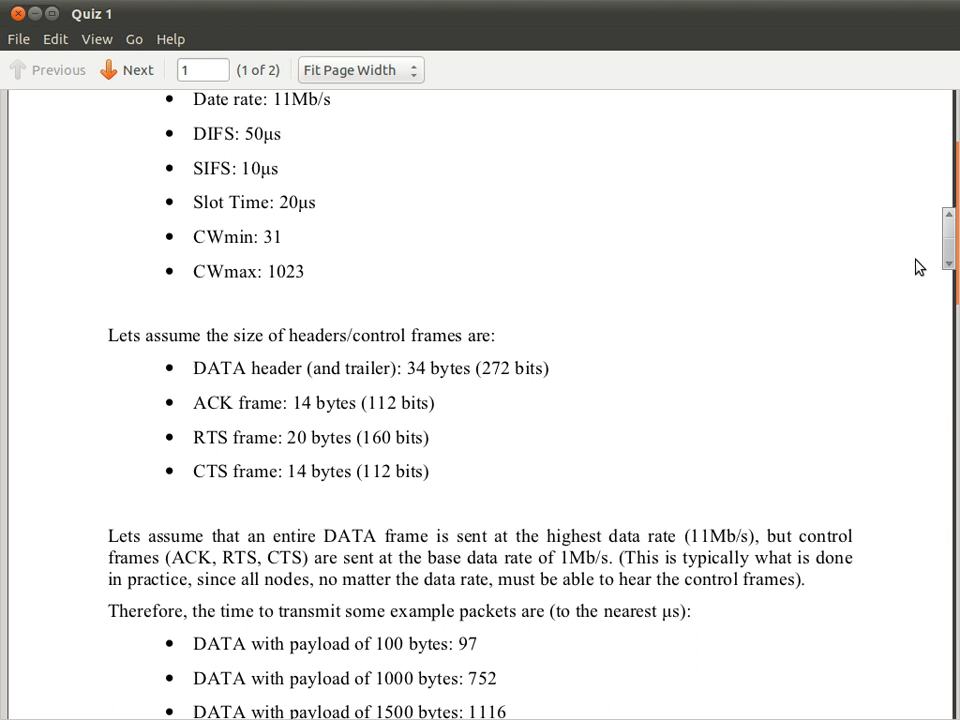 Quiz 1
File Edit View Go Help
Previous Next 1 (1 of 2) Fit Page Width
• Date rate: 11Mb/s
• DIFS: 50μs
• SIFS: 10μs
• Slot Time: 20μs
• CWmin: 31
• CWmax: 1023
Lets assume the size of headers/control frames are:
• DATA header (and trailer): 34 bytes (272 bits)
• ACK frame: 14 bytes (112 bits)
• RTS frame: 20 bytes (160 bits)
• CTS frame: 14 bytes (112 bits)
Lets assume that an entire DATA frame is sent at the highest data rate (11Mb/s), but control
frames (ACK, RTS, CTS) are sent at the base data rate of 1Mb/s. (This is typically what is done
in practice, since all nodes, no matter the data rate, must be able to hear the control frames).
Therefore, the time to transmit some example packets are (to the nearest μs):
• DATA with payload of 100 bytes: 97
• DATA with payload of 1000 bytes: 752
• DATA with payload of 1500 bytes: 1116